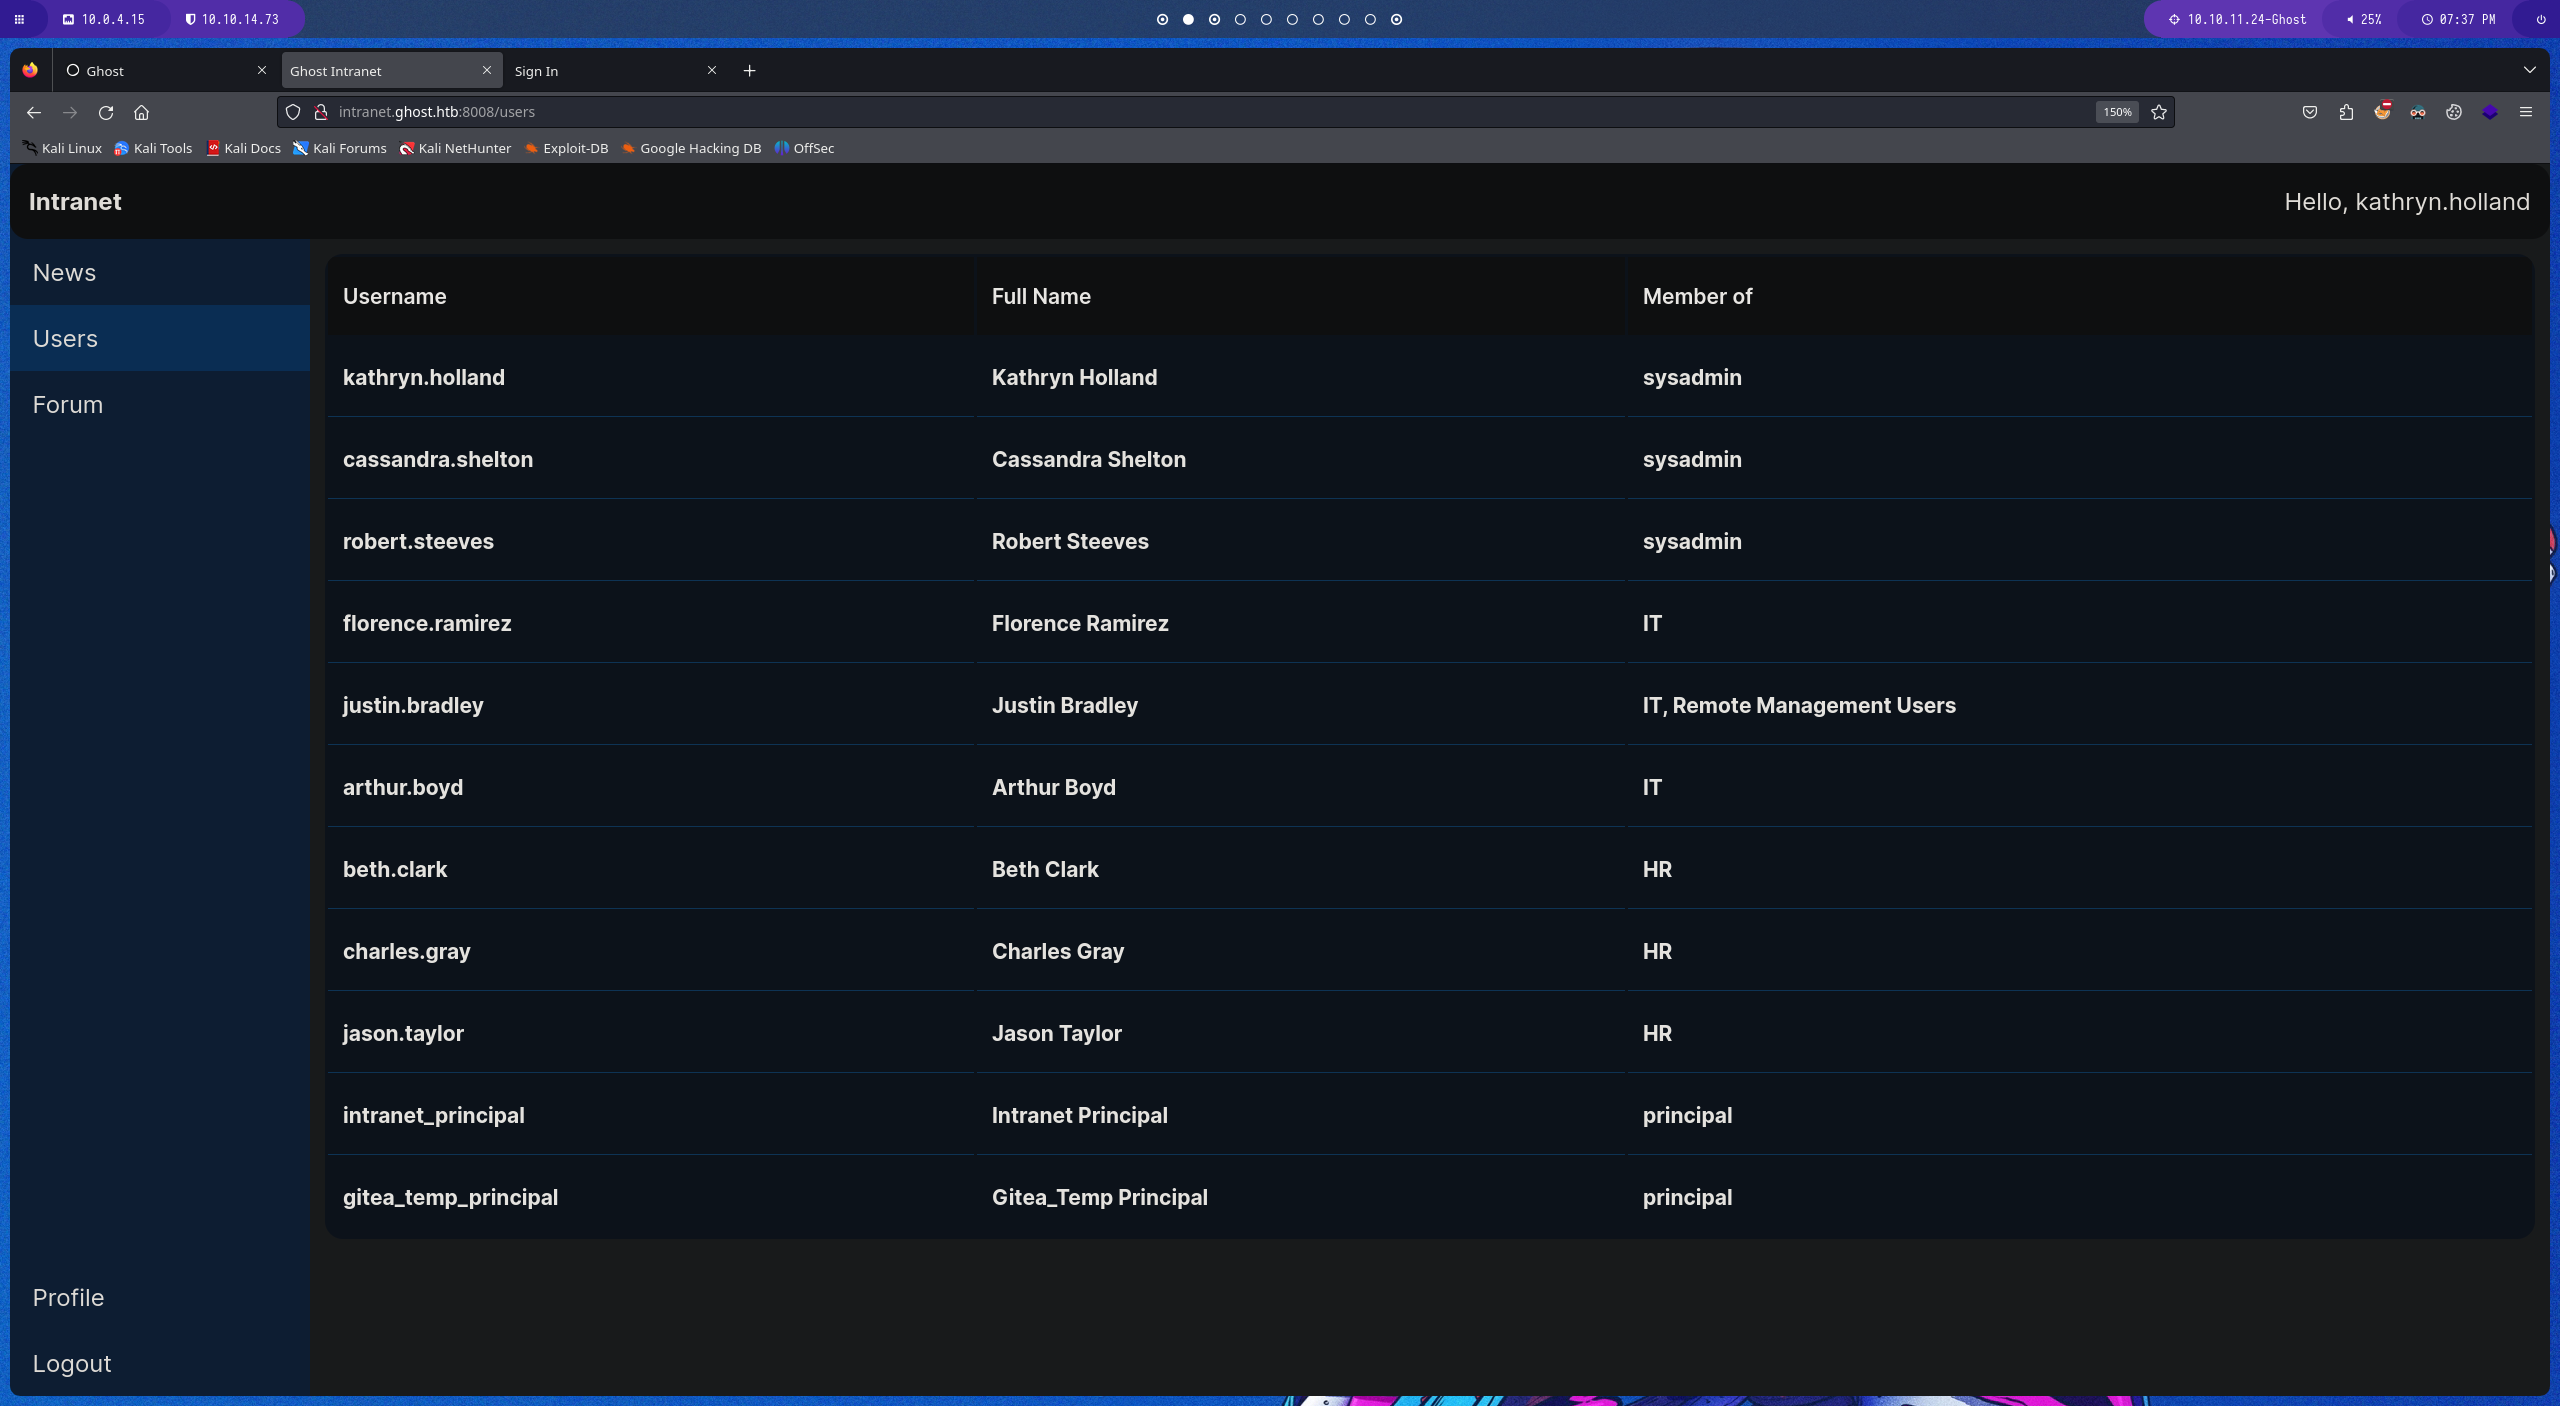 10.0.4.15 10.10.14.73 10.10.11.24-Ghost 25% 07:37 PM
Ghost Ghost Intranet Sign In
intranet.ghost.htb:8008/users 150%
Kali Linux Kali Tools Kali Docs Kali Forums Kali NetHunter Exploit-DB Google Hacking DB OffSec
Intranet Hello, kathryn.holland
News
Users
Forum
Username Full Name Member of
kathryn.holland Kathryn Holland sysadmin
cassandra.shelton Cassandra Shelton sysadmin
robert.steeves Robert Steeves sysadmin
florence.ramirez Florence Ramirez IT
justin.bradley Justin Bradley IT, Remote Management Users
arthur.boyd Arthur Boyd IT
beth.clark Beth Clark HR
charles.gray Charles Gray HR
jason.taylor Jason Taylor HR
intranet_principal Intranet Principal principal
gitea_temp_principal Gitea_Temp Principal principal
Profile
Logout